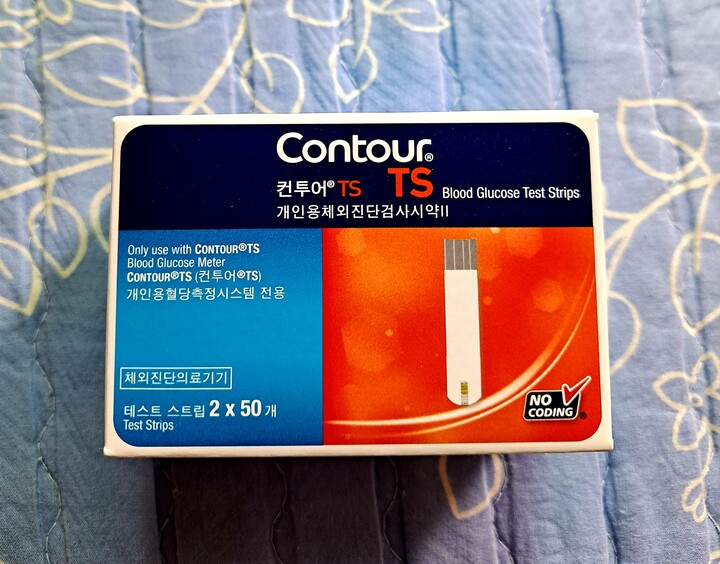 Contour®
컨투어® TS TS Blood Glucose Test Strips
개인용체외진단검사시약II
Only use with CONTOUR®TS
Blood Glucose Meter
CONTOUR®TS (컨투어®TS)
개인용혈당측정시스템 전용
체외진단의료기기
테스트 스트립 2 x 50 개
Test Strips
NO
CODING®